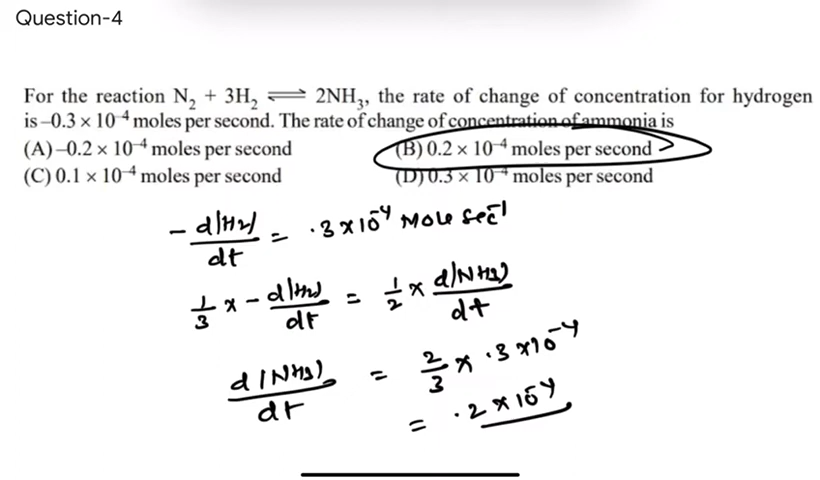 Question-4
For the reaction N₂ + 3H₂ ⇌ 2NH₃, the rate of change of concentration for hydrogen
is –0.3 × 10⁻⁴ moles per second. The rate of change of concentration of ammonia is
(A) –0.2 × 10⁻⁴ moles per second (B) 0.2 × 10⁻⁴ moles per second
(C) 0.1 × 10⁻⁴ moles per second (D) 0.3 × 10⁻⁴ moles per second
- d(H₂)/dt = .3 × 10⁻⁴ Mole Sec⁻¹
1/3 × - d(H₂)/dt = 1/2 × d(NH₃)/dt
d(NH₃)/dt = 2/3 × .3 × 10⁻⁴
= .2 × 10⁻⁴